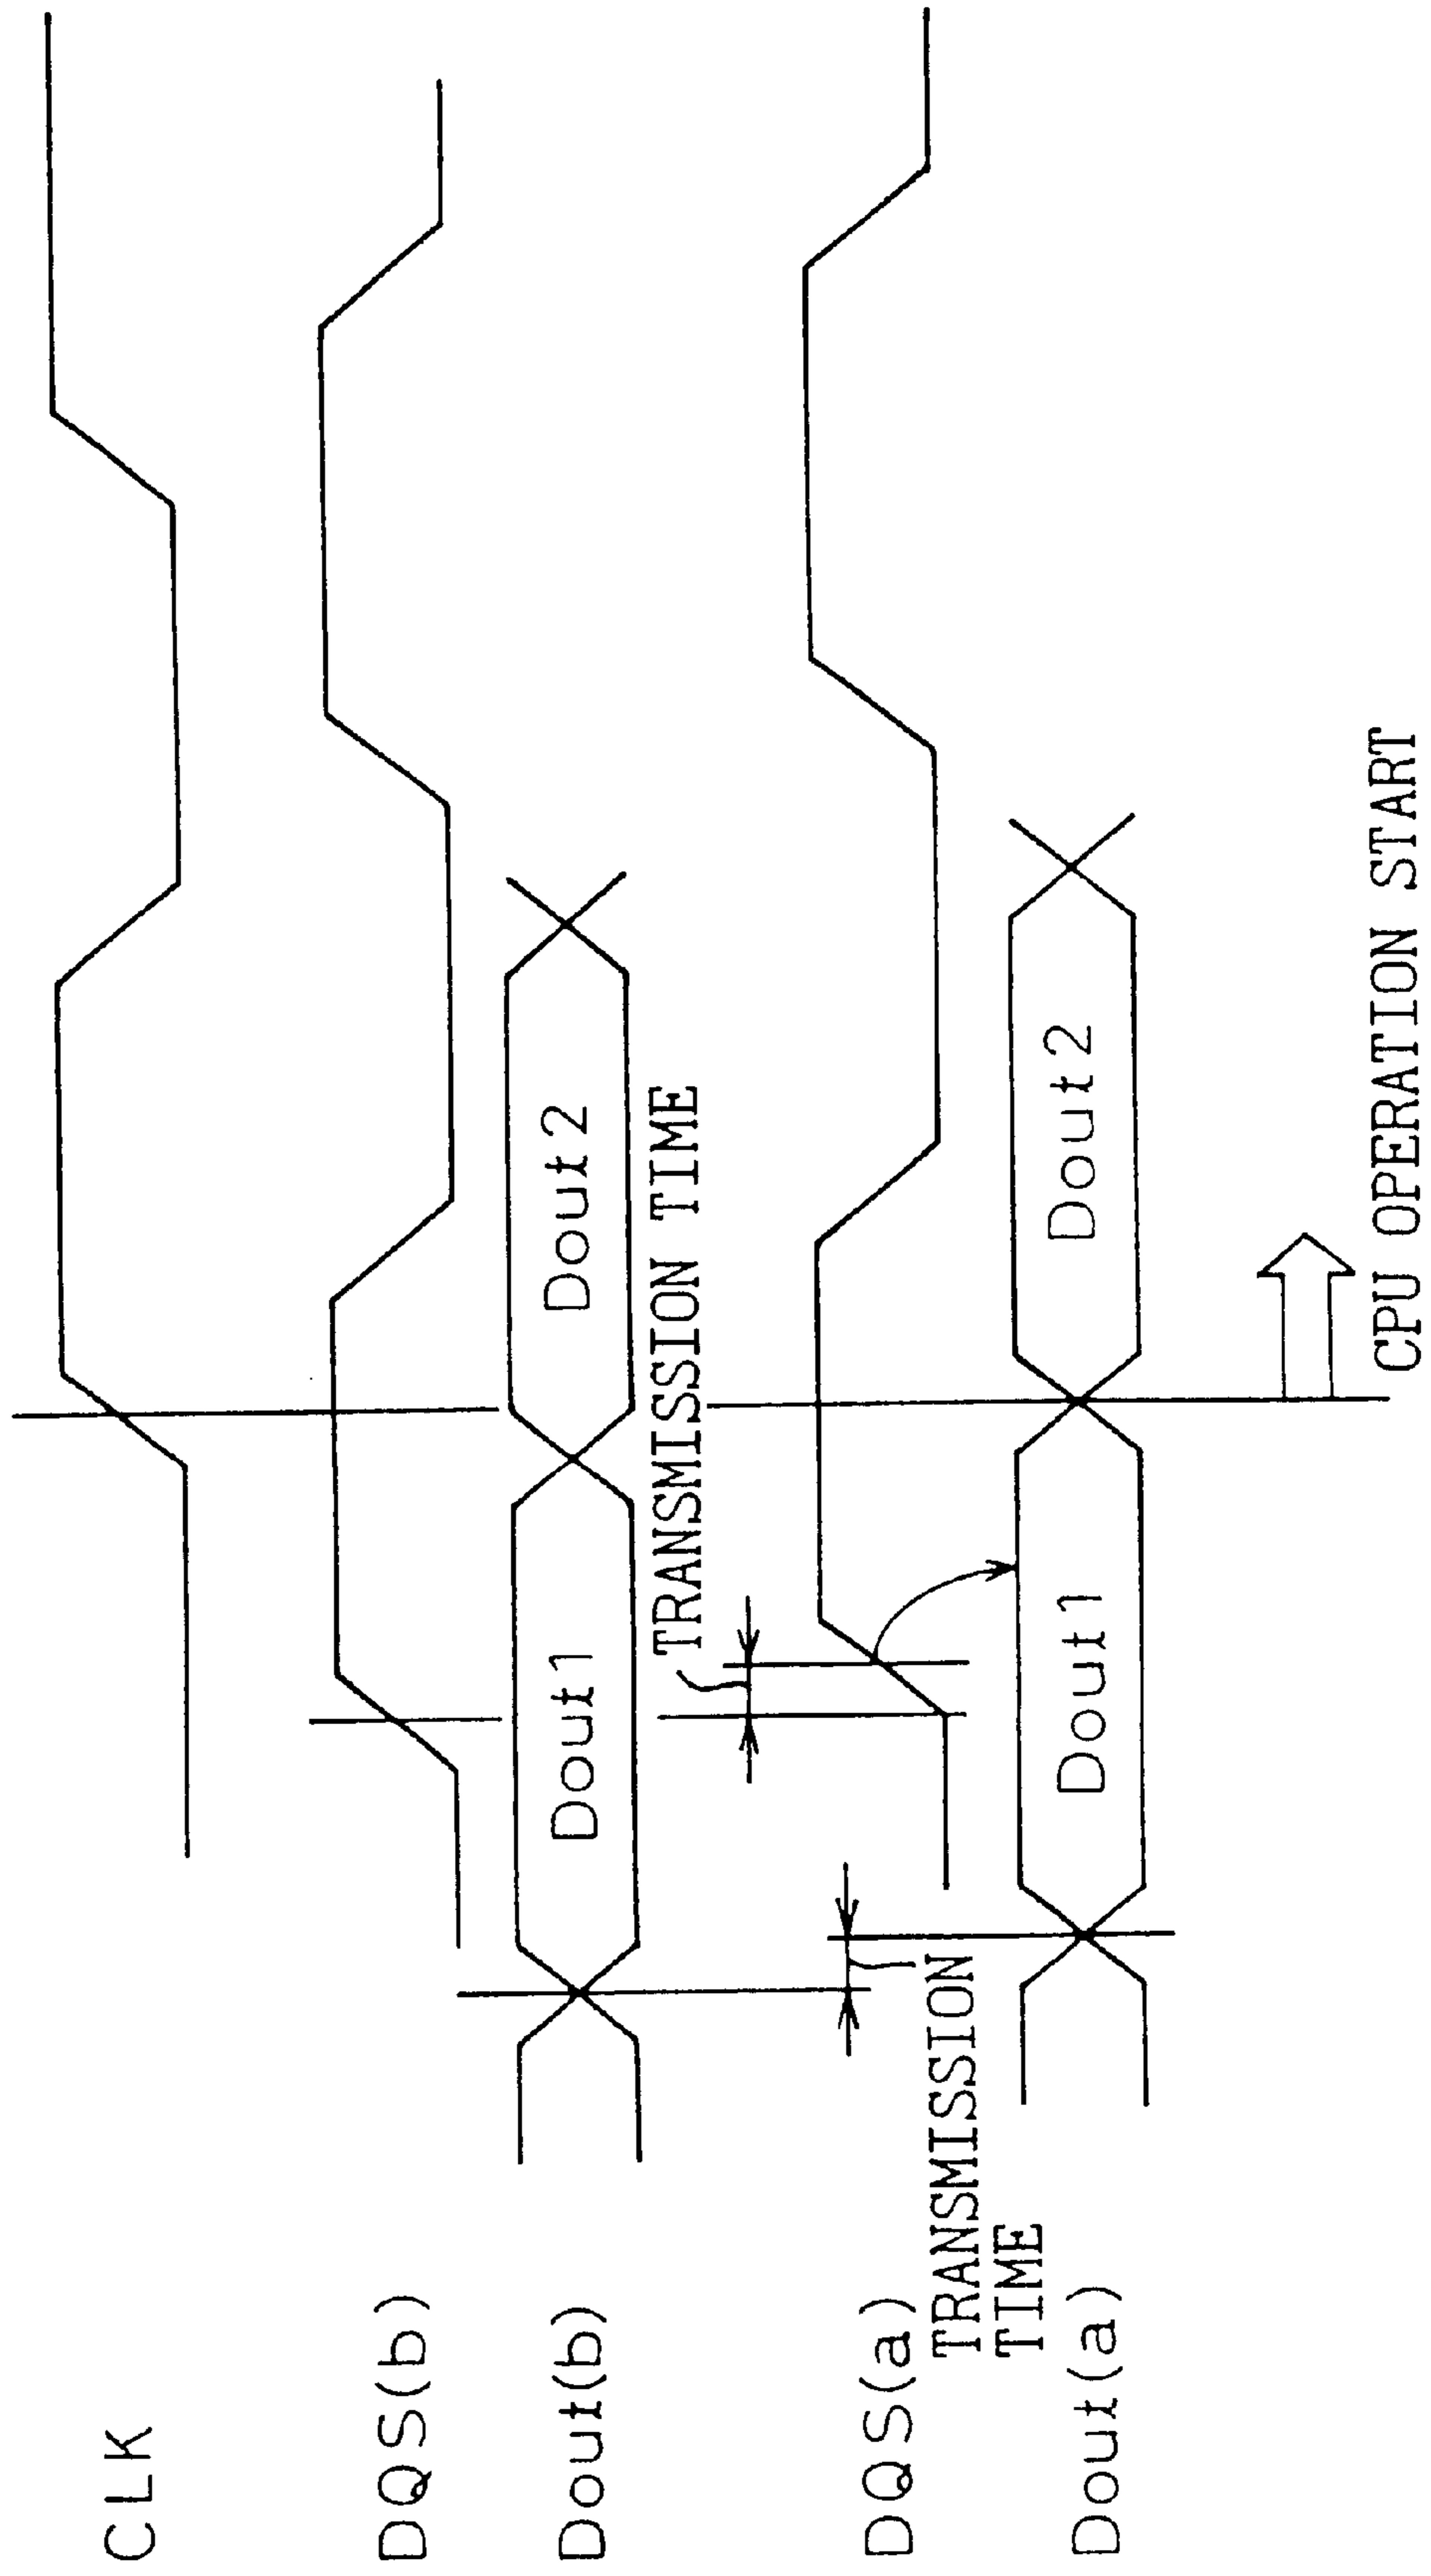 CLK
DQS(b)
Dout(b)
Dout1
Dout2
TRANSMISSION TIME
DQS(a)
TRANSMISSION
TIME
Dout(a)
Dout1
Dout2
CPU OPERATION START